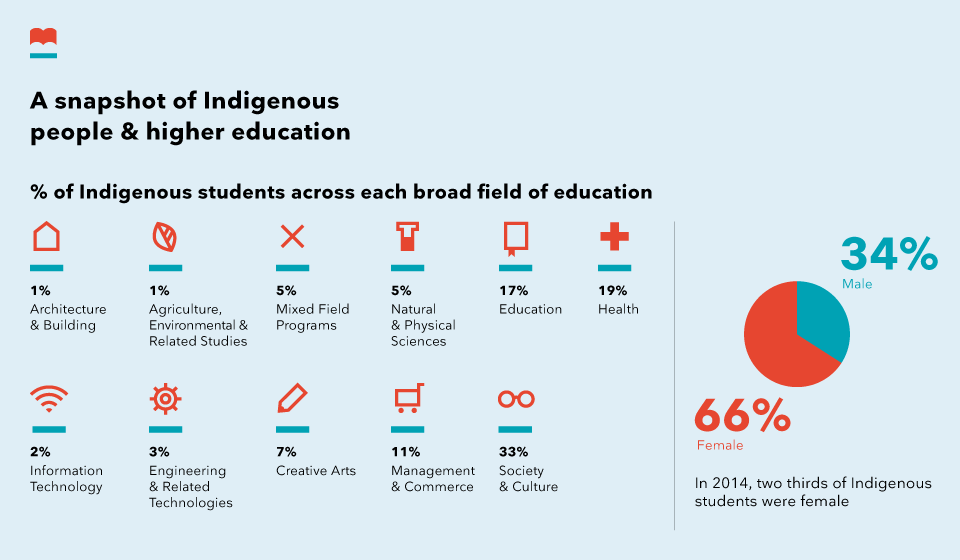 A snapshot of Indigenous
people & higher education
% of Indigenous students across each broad field of education
1%
Architecture
& Building
1%
Agriculture,
Environmental &
Related Studies
5%
Mixed Field
Programs
5%
Natural
& Physical
Sciences
17%
Education
19%
Health
2%
Information
Technology
3%
Engineering
& Related
Technologies
7%
Creative Arts
11%
Management
& Commerce
33%
Society
& Culture
34%
Male
66%
Female
In 2014, two thirds of Indigenous
students were female